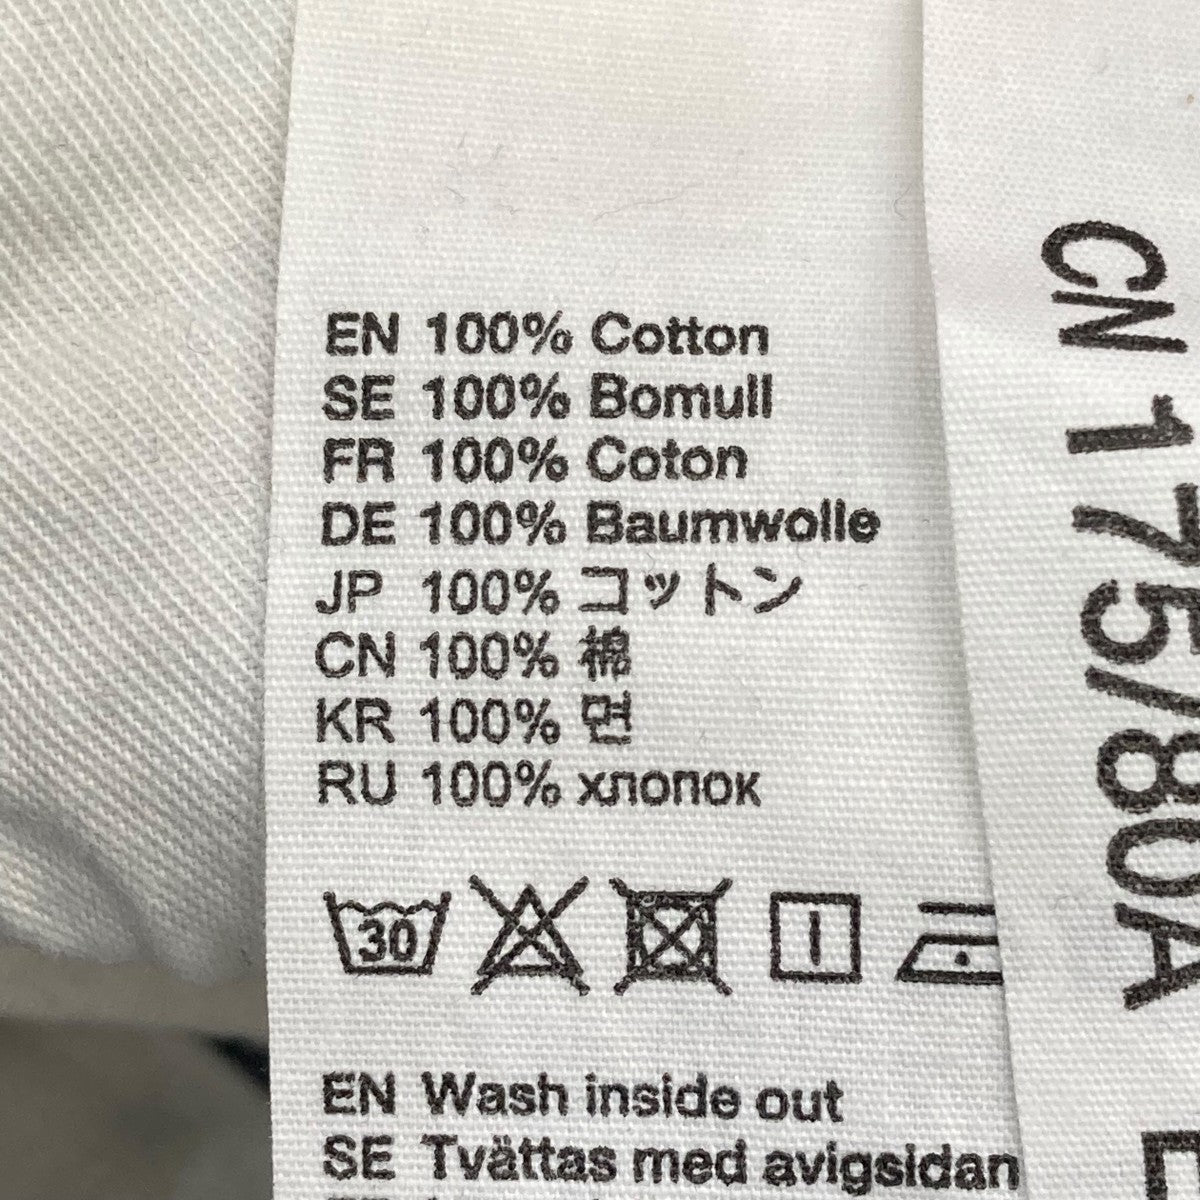 EN 100% Cotton
SE 100% Bomull
FR 100% Coton
DE 100% Baumwolle
JP 100% コットン
CN 100% 棉
KR 100% 면
RU 100% хлопок
30
EN Wash inside out
SE Tvättas med avigsidan
CN 175/80A